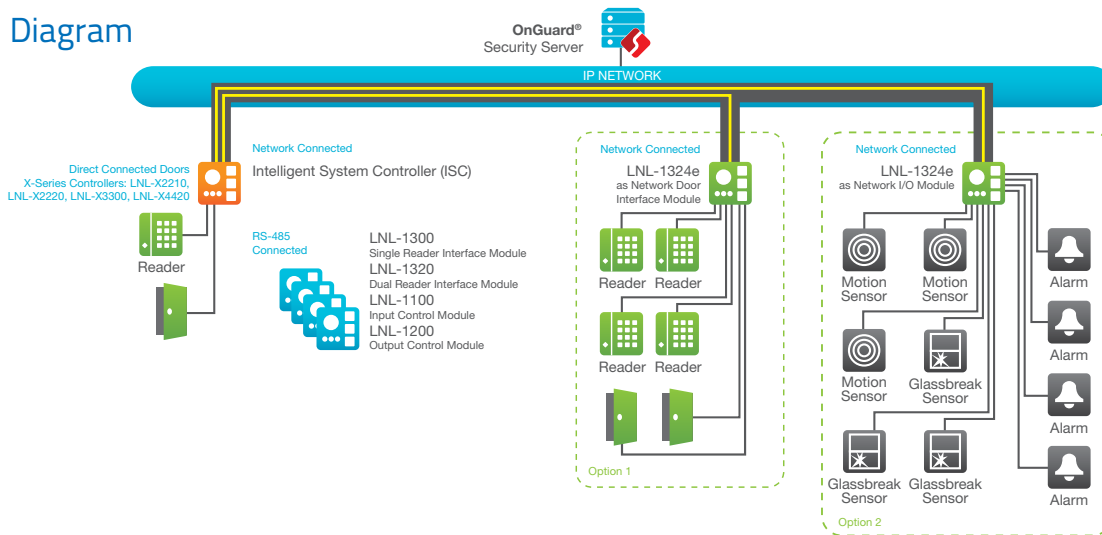 Diagram
OnGuard®
Security Server
IP NETWORK
Direct Connected Doors
X-Series Controllers: LNL-X2210,
LNL-X2220, LNL-X3300, LNL-X4420
Network Connected
Intelligent System Controller (ISC)
Reader
RS-485
Connected
LNL-1300
Single Reader Interface Module
LNL-1320
Dual Reader Interface Module
LNL-1100
Input Control Module
LNL-1200
Output Control Module
Network Connected
LNL-1324e
as Network Door
Interface Module
Reader
Reader
Reader
Reader
Option 1
Network Connected
LNL-1324e
as Network I/O Module
Motion
Sensor
Motion
Sensor
Motion
Sensor
Glassbreak
Sensor
Glassbreak
Sensor
Glassbreak
Sensor
Alarm
Alarm
Alarm
Alarm
Option 2